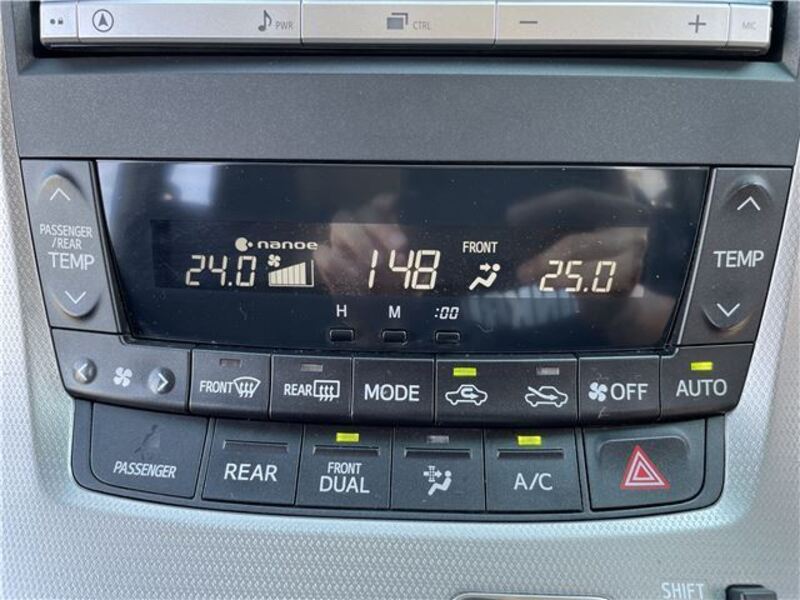 PWR CTRL − + MIC
PASSENGER
/REAR
TEMP
nanoe
24.0 148 FRONT 25.0
TEMP
H M :00
FRONT REAR MODE OFF AUTO
PASSENGER REAR FRONT
DUAL A/C
SHIFT